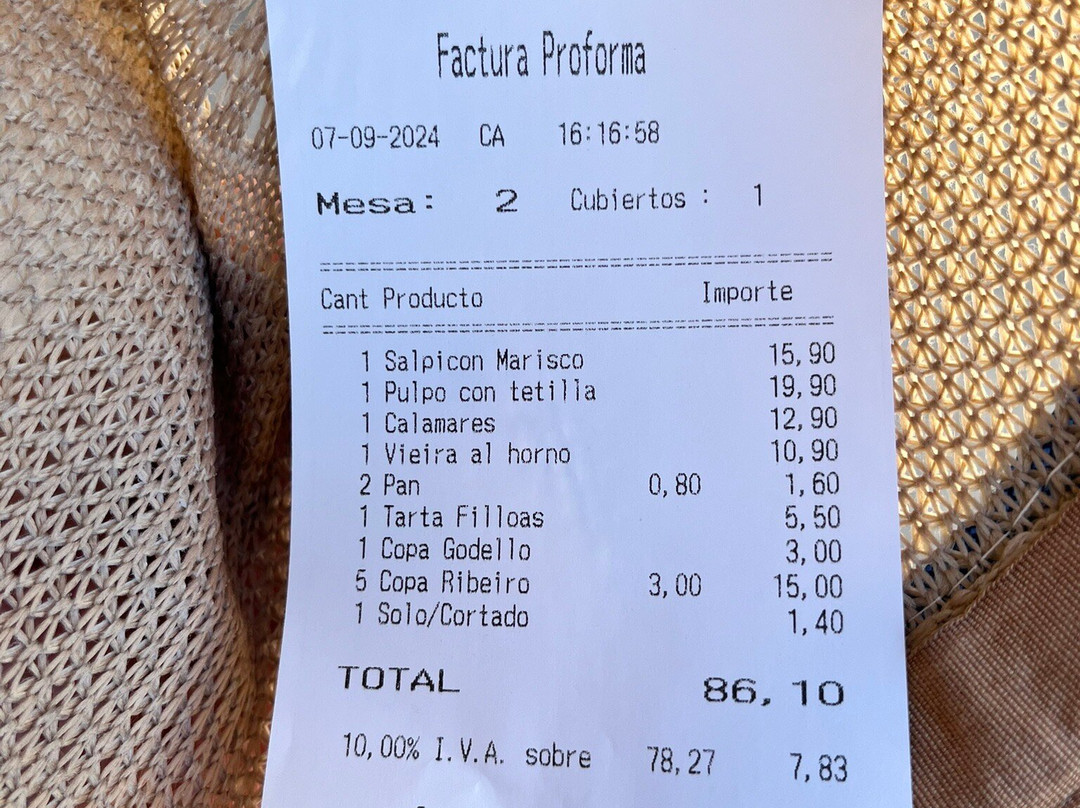 Factura Proforma
07-09-2024 CA 16:16:58
Mesa: 2 Cubiertos : 1
Cant Producto Importe
1 Salpicon Marisco 15,90
1 Pulpo con tetilla 19,90
1 Calamares 12,90
1 Vieira al horno 10,90
2 Pan 0,80 1,60
1 Tarta Filloas 5,50
1 Copa Godello 3,00
5 Copa Ribeiro 3,00 15,00
1 Solo/Cortado 1,40
TOTAL 86,10
10,00% I.V.A. sobre 78,27 7,83